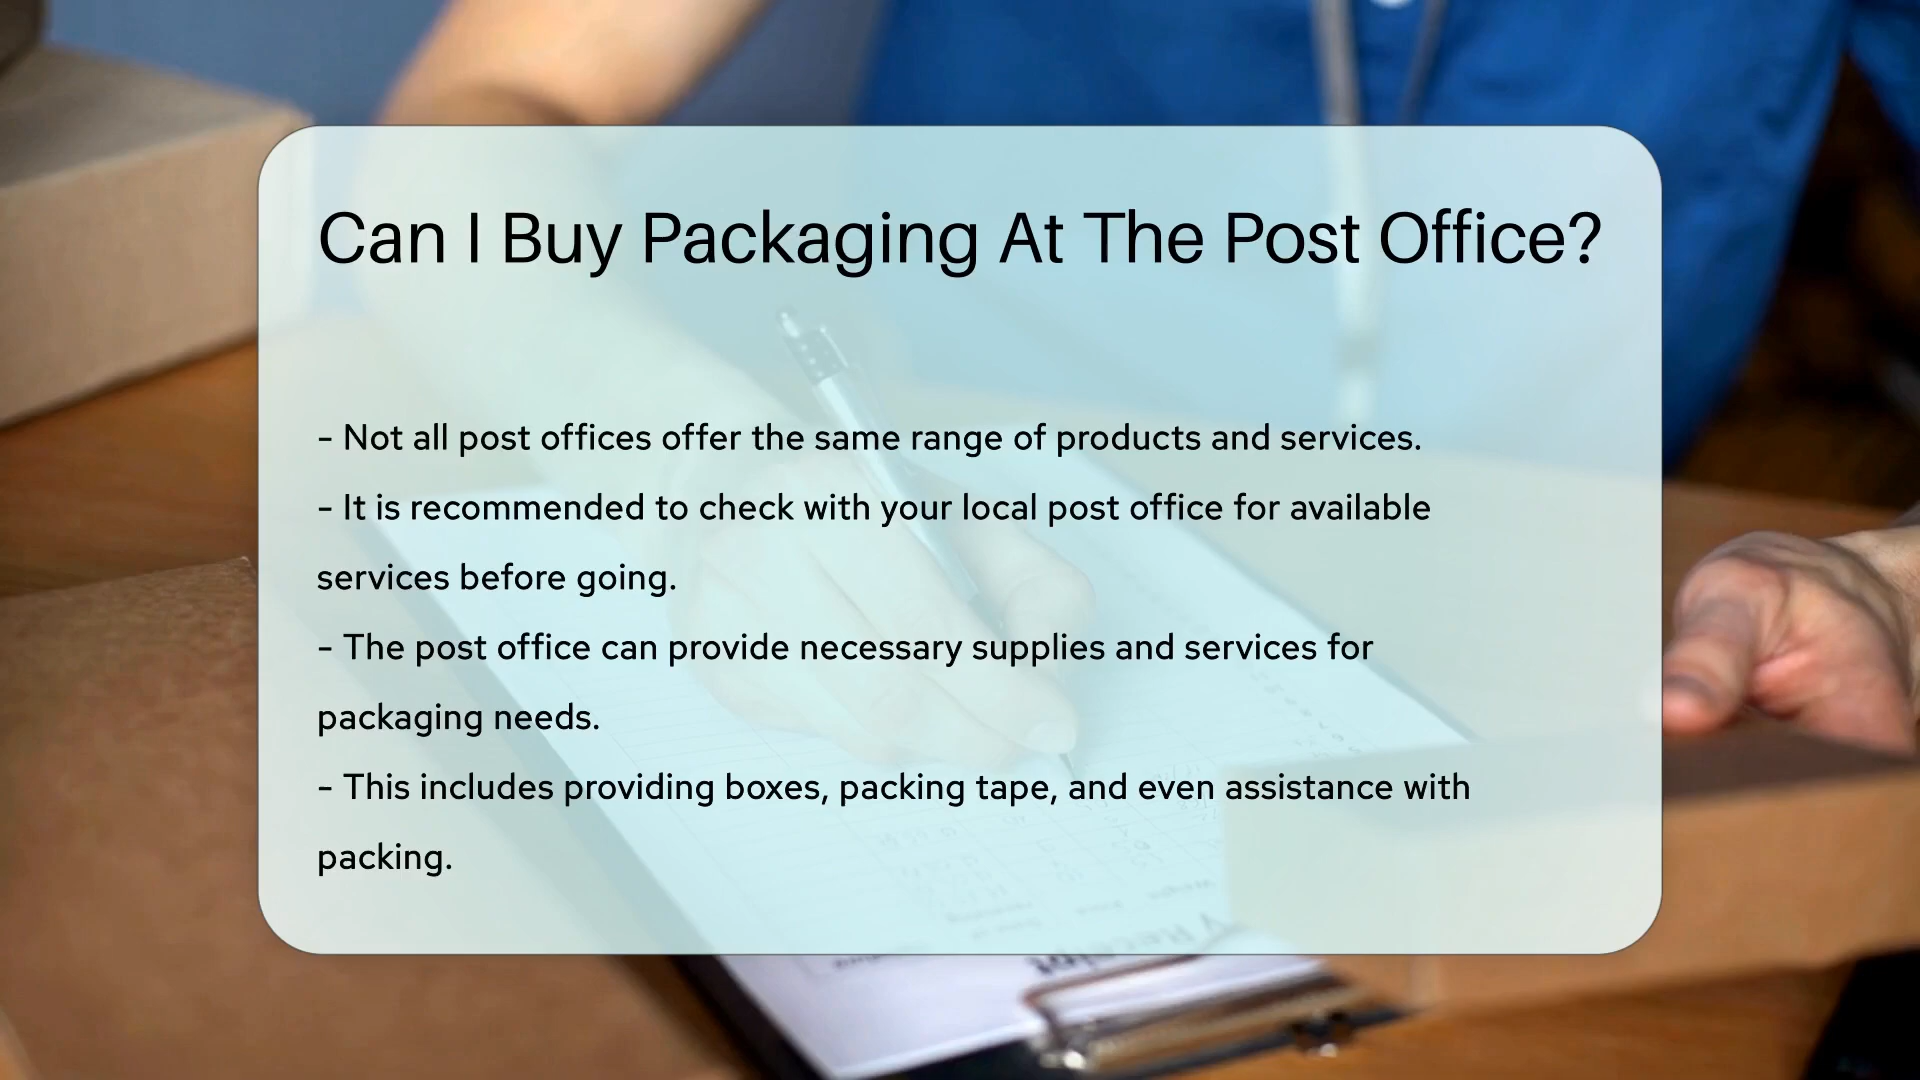 Can I Buy Packaging At The Post Office?
- Not all post offices offer the same range of products and services.
- It is recommended to check with your local post office for available
services before going.
- The post office can provide necessary supplies and services for
packaging needs.
- This includes providing boxes, packing tape, and even assistance with
packing.